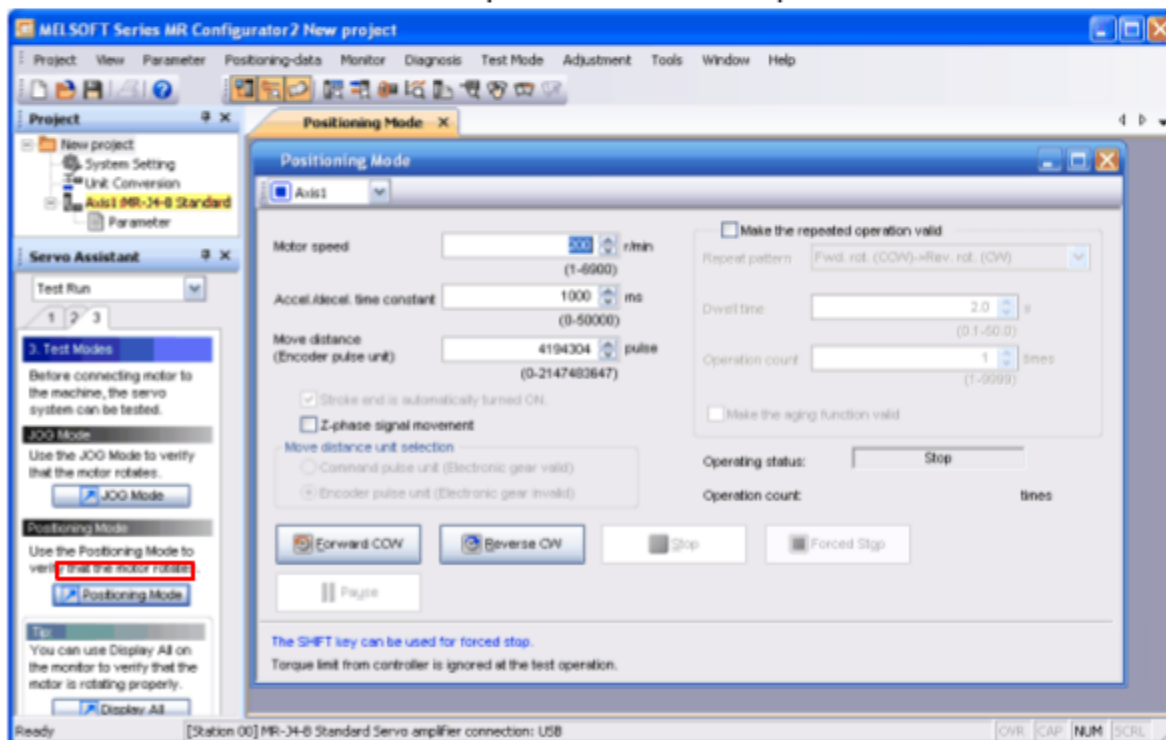 MELSOFT Series MR Configurator2 New project
Project View Parameter Positioning-data Monitor Diagnosis Test Mode Adjustment Tools Window Help
Project
New project
System Setting
Unit Conversion
Axis1:MR-J4-B Standard
Parameter
Servo Assistant
Test Run
1 2 3
3. Test Modes
Before connecting motor to
the machine, the servo
system can be tested.
JOG Mode
Use the JOG Mode to verify
that the motor rotates.
JOG Mode
Positioning Mode
Use the Positioning Mode to
verify that the motor rotates.
Positioning Mode
Tip:
You can use Display All on
the monitor to verify that the
motor is rotating properly.
Display All
Positioning Mode
Positioning Mode
Axis1
Motor speed 200 r/min
(1-6900)
Accel./decel. time constant 1000 ms
(0-50000)
Move distance
(Encoder pulse unit) 4194304 pulse
(0-2147483647)
Stroke end is automatically turned ON.
Z-phase signal movement
Move distance unit selection
Command pulse unit (Electronic gear valid)
Encoder pulse unit (Electronic gear invalid)
Make the repeated operation valid
Repeat pattern Fwd. rot. (CCW)->Rev. rot. (CW)
Dwell time 2.0 s
(0.1-50.0)
Operation count 1 times
(1-9999)
Make the aging function valid
Operating status: Stop
Operation count: times
Forward CCW Reverse CW Stop Forced Stop
Pause
The SHIFT key can be used for forced stop.
Torque limit from controller is ignored at the test operation.
Ready [Station 00] MR-J4-B Standard Servo amplifier connection: USB OVR CAP NUM SCRL